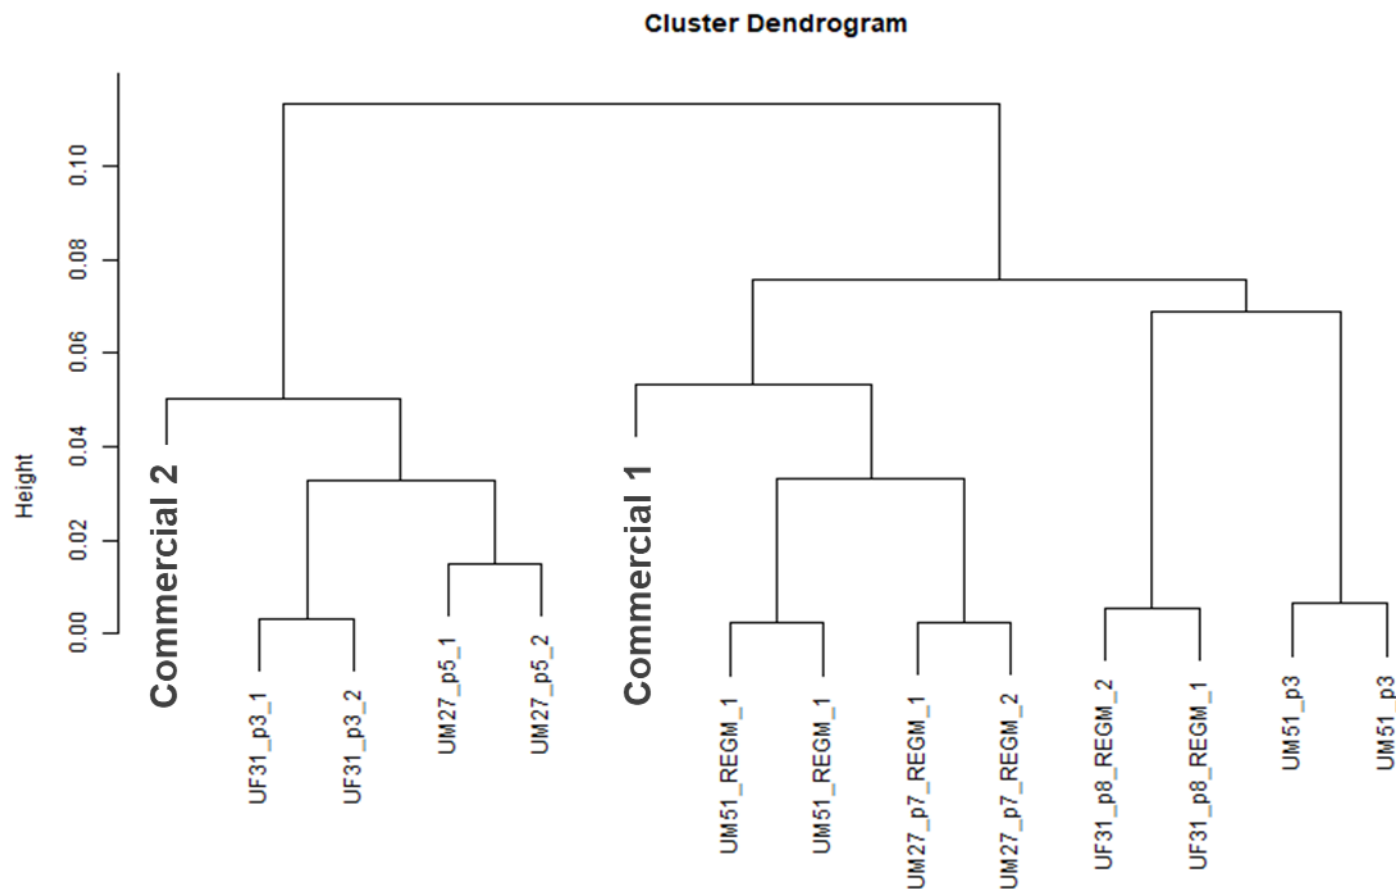 Cluster Dendrogram
Height
0.10
0.08
0.06
0.04
0.02
0.00
Commercial 2
UF31_p3_1
UF31_p3_2
UM27_p5_1
UM27_p5_2
Commercial 1
UM51_REGM_1
UM51_REGM_1
UM27_p7_REGM_1
UM27_p7_REGM_2
UF31_p8_REGM_2
UF31_p8_REGM_1
UM51_p3
UM51_p3